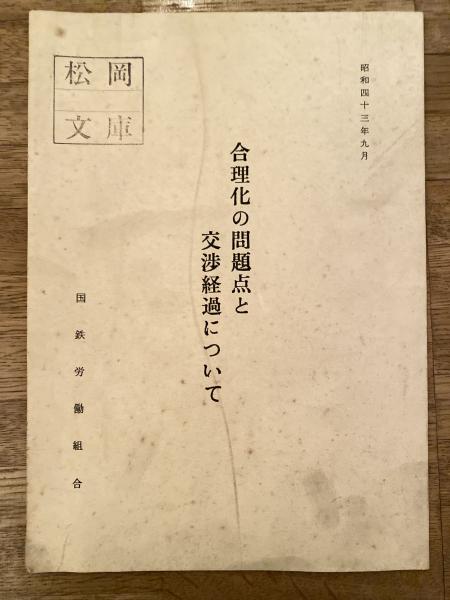 昭和四十三年九月
合理化の問題点と
交渉経過について
国鉄労働組合
松岡
文庫